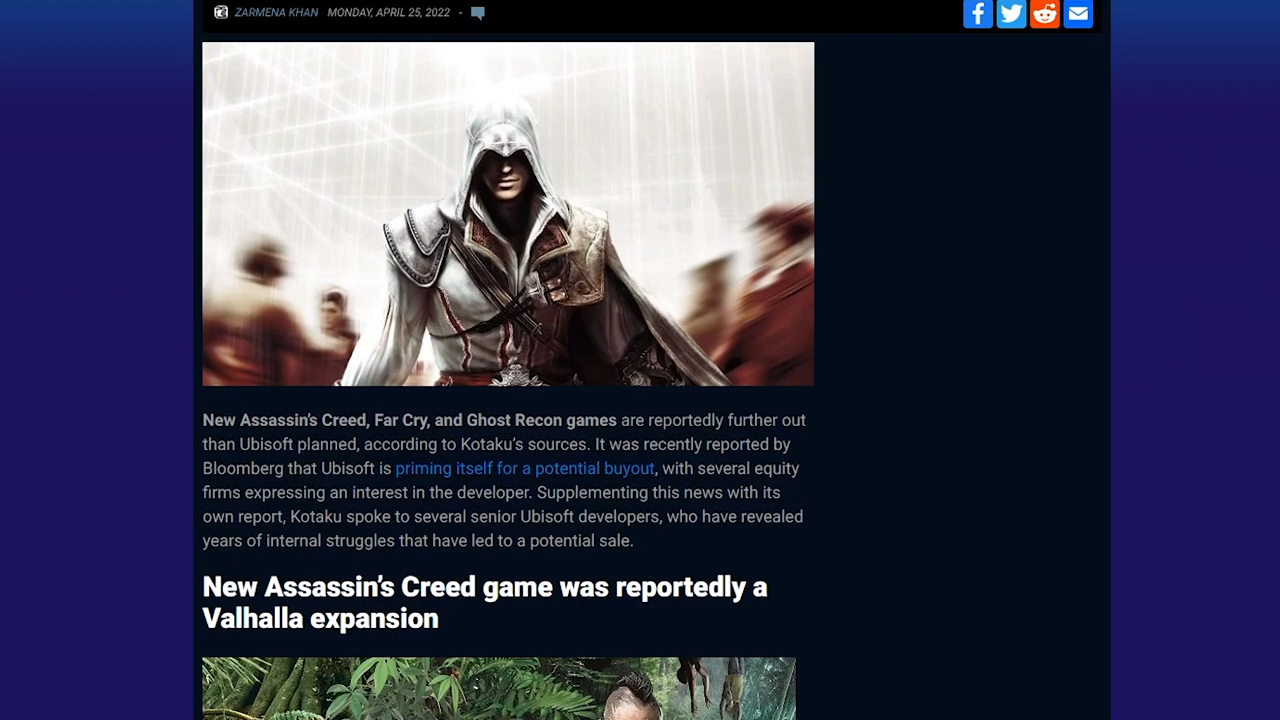 ZARMENA KHAN MONDAY, APRIL 25, 2022 -
New Assassin's Creed, Far Cry, and Ghost Recon games are reportedly further out
than Ubisoft planned, according to Kotaku's sources. It was recently reported by
Bloomberg that Ubisoft is priming itself for a potential buyout, with several equity
firms expressing an interest in the developer. Supplementing this news with its
own report, Kotaku spoke to several senior Ubisoft developers, who have revealed
years of internal struggles that have led to a potential sale.
New Assassin's Creed game was reportedly a
Valhalla expansion